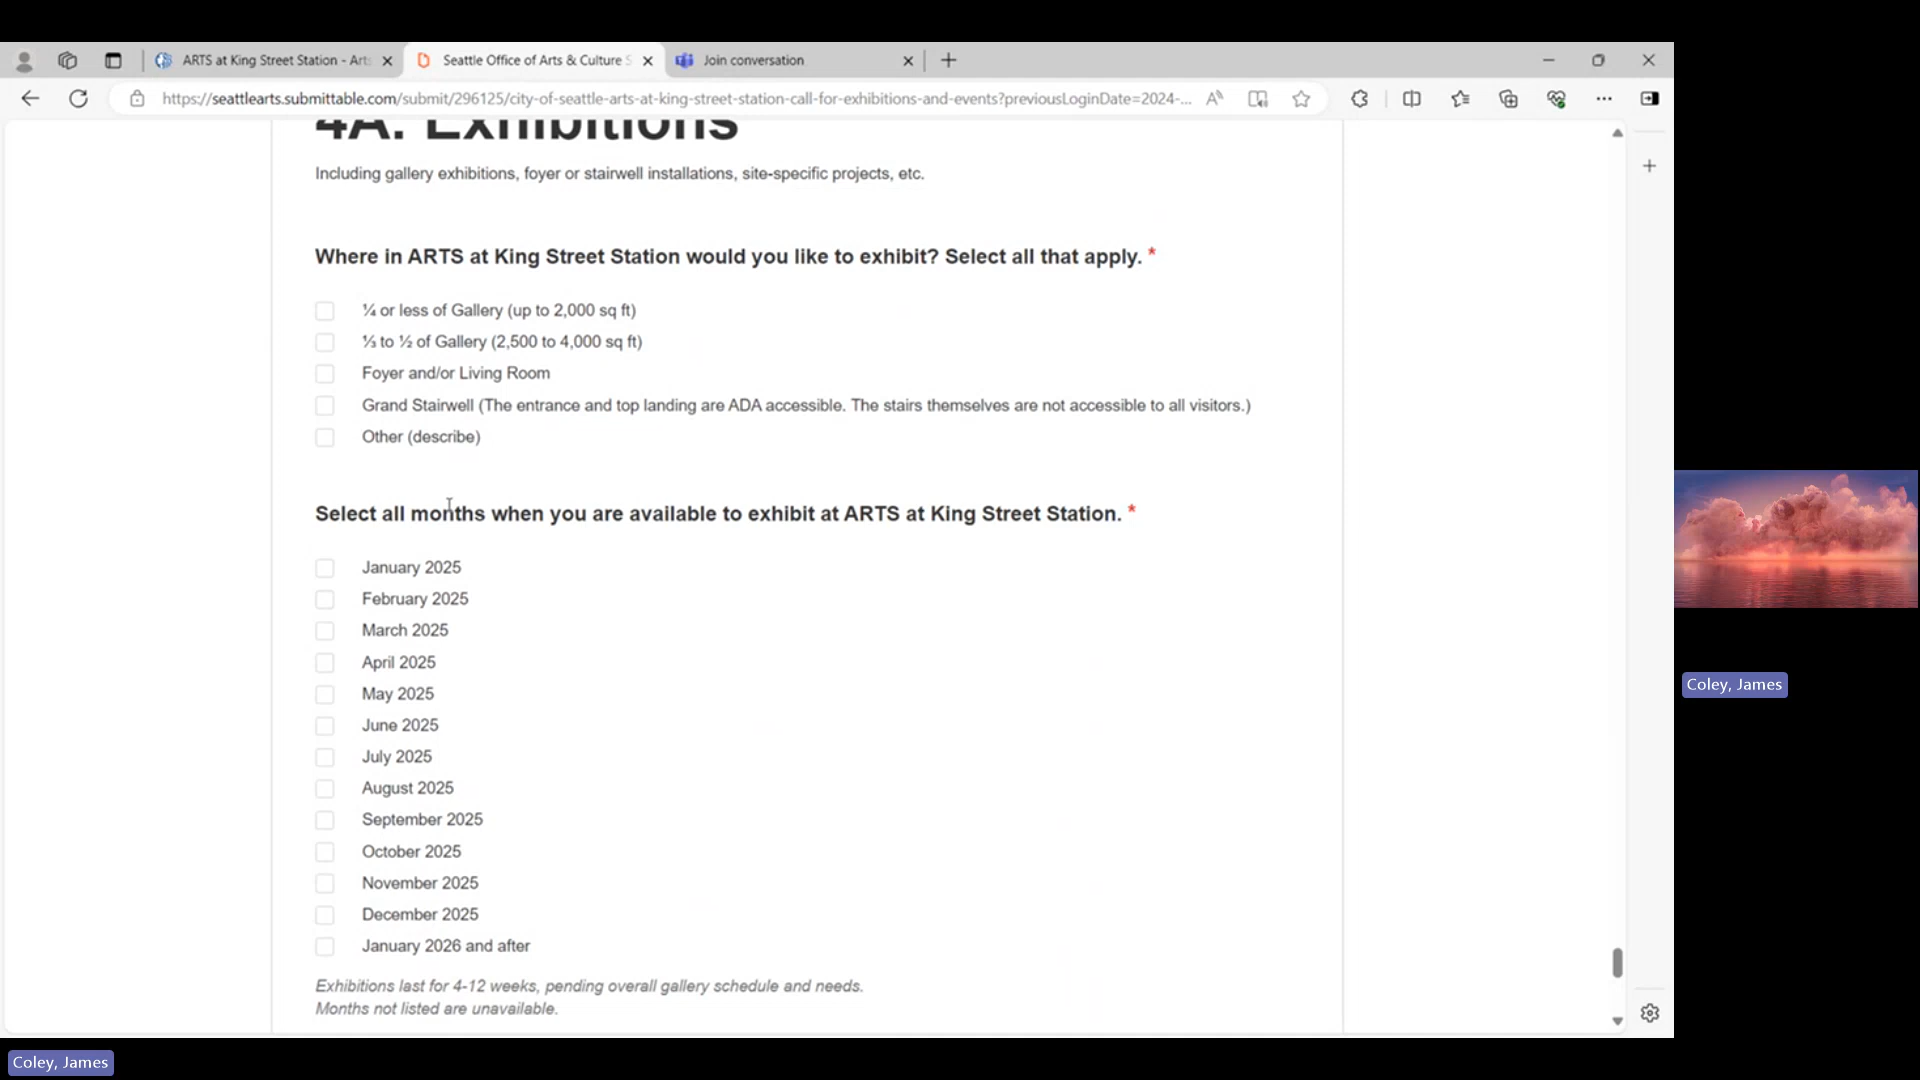 ARTS at King Street Station - Arts
Seattle Office of Arts & Culture S
Join conversation
https://seattlearts.submittable.com/submit/296125/city-of-seattle-arts-at-king-street-station-call-for-exhibitions-and-events?previousLoginDate=2024-...
4A. Exhibitions
Including gallery exhibitions, foyer or stairwell installations, site-specific projects, etc.
Where in ARTS at King Street Station would you like to exhibit? Select all that apply. *
¼ or less of Gallery (up to 2,000 sq ft)
⅓ to ½ of Gallery (2,500 to 4,000 sq ft)
Foyer and/or Living Room
Grand Stairwell (The entrance and top landing are ADA accessible. The stairs themselves are not accessible to all visitors.)
Other (describe)
Select all months when you are available to exhibit at ARTS at King Street Station. *
January 2025
February 2025
March 2025
April 2025
May 2025
June 2025
July 2025
August 2025
September 2025
October 2025
November 2025
December 2025
January 2026 and after
Exhibitions last for 4-12 weeks, pending overall gallery schedule and needs.
Months not listed are unavailable.
Coley, James
Coley, James